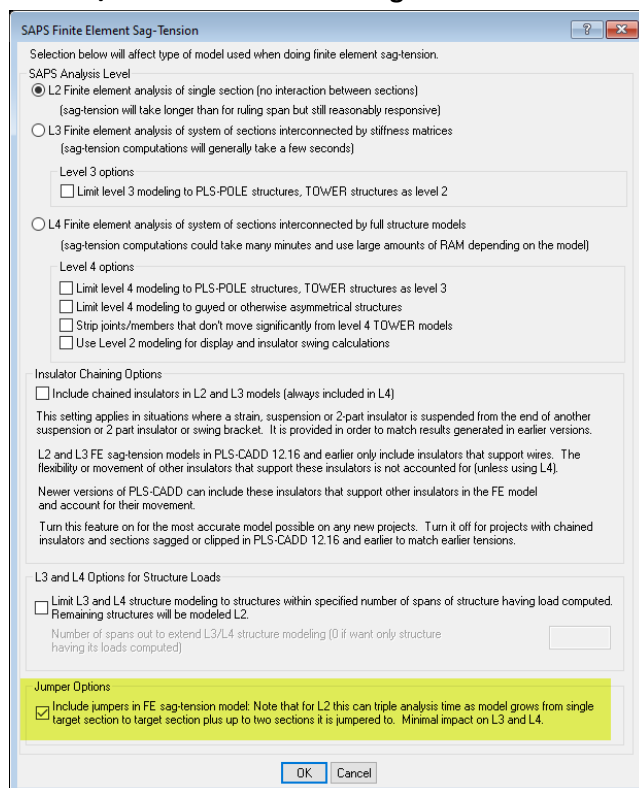 SAPS Finite Element Sag-Tension
Selection below will affect type of model used when doing finite element sag-tension.
SAPS Analysis Level
L2 Finite element analysis of single section (no interaction between sections)
(sag-tension will take longer than for ruling span but still reasonably responsive)
L3 Finite element analysis of system of sections interconnected by stiffness matrices
(sag-tension computations will generally take a few seconds)
Level 3 options
Limit level 3 modeling to PLS-POLE structures, TOWER structures as level 2
L4 Finite element analysis of system of sections interconnected by full structure models
(sag-tension computations could take many minutes and use large amounts of RAM depending on the model)
Level 4 options
Limit level 4 modeling to PLS-POLE structures, TOWER structures as level 3
Limit level 4 modeling to guyed or otherwise asymmetrical structures
Strip joints/members that don't move significantly from level 4 TOWER models
Use Level 2 modeling for display and insulator swing calculations
Insulator Chaining Options
Include chained insulators in L2 and L3 models (always included in L4)
This setting applies in situations where a strain, suspension or 2-part insulator is suspended from the end of another
suspension or 2 part insulator or swing bracket. It is provided in order to match results generated in earlier versions.
L2 and L3 FE sag-tension models in PLS-CADD 12.16 and earlier only include insulators that support wires. The
flexibility or movement of other insulators that support these insulators is not accounted for (unless using L4).
Newer versions of PLS-CADD can include these insulators that support other insulators in the FE model
and account for their movement.
Turn this feature on for the most accurate model possible on any new projects. Turn it off for projects with chained
insulators and sections sagged or clipped in PLS-CADD 12.16 and earlier to match earlier tensions.
L3 and L4 Options for Structure Loads
Limit L3 and L4 structure modeling to structures within specified number of spans of structure having load computed.
Remaining structures will be modeled L2.
Number of spans out to extend L3/L4 structure modeling (0 if want only structure
having its loads computed)
Jumper Options
Include jumpers in FE sag-tension model: Note that for L2 this can triple analysis time as model grows from single
target section to target section plus up to two sections it is jumpered to. Minimal impact on L3 and L4.
OK Cancel